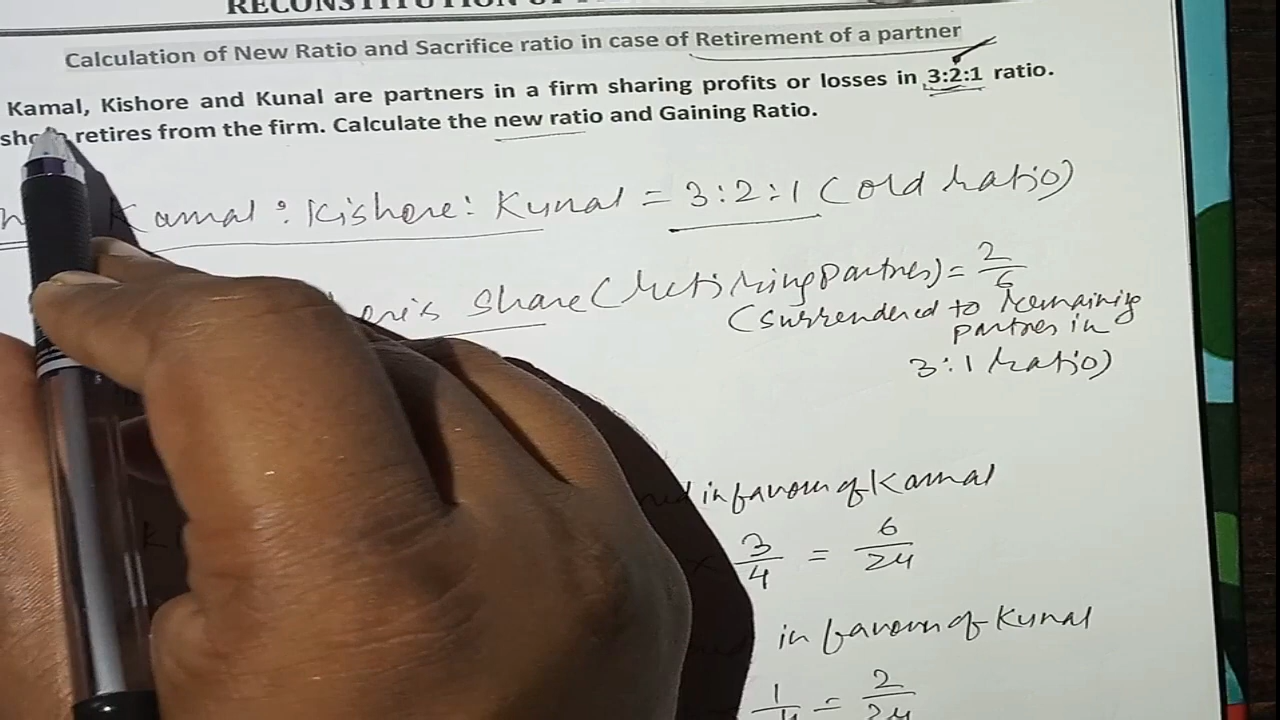 Calculation of New Ratio and Sacrifice ratio in case of Retirement of a partner
Kamal, Kishore and Kunal are partners in a firm sharing profits or losses in 3:2:1 ratio.
retires from the firm. Calculate the new ratio and Gaining Ratio.
Kamal : Kishore : Kunal = 3:2:1 (old ratio)
share (Retiring partner) = 2/6
(surrendered to remaining
partner in
3:1 ratio)
in favour of Kamal
3/4 = 6/24
in favour of Kunal
1/4 = 2/24